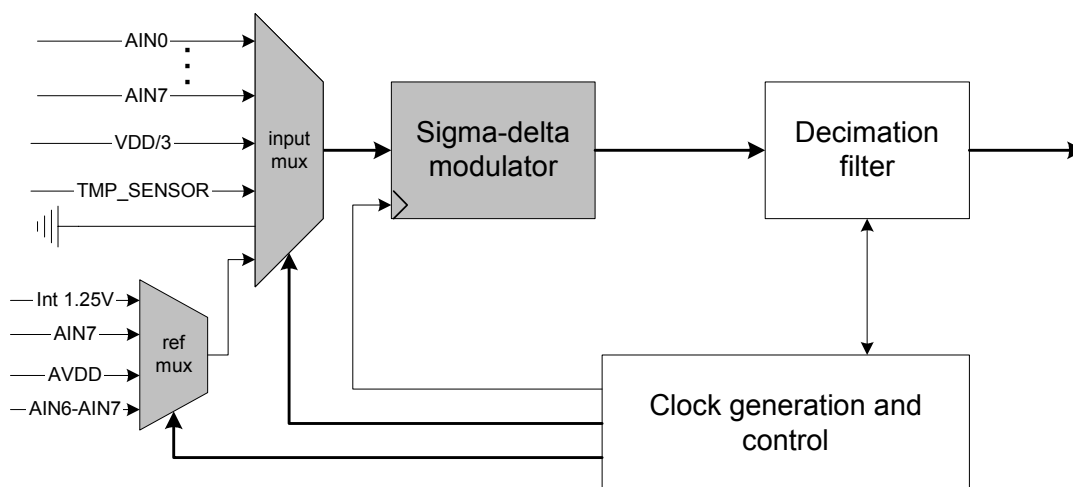 AIN0
AIN7
VDD/3
TMP_SENSOR
input
mux
Sigma-delta
modulator
Decimation
filter
Int 1.25V
AIN7
AVDD
AIN6-AIN7
ref
mux
Clock generation and
control